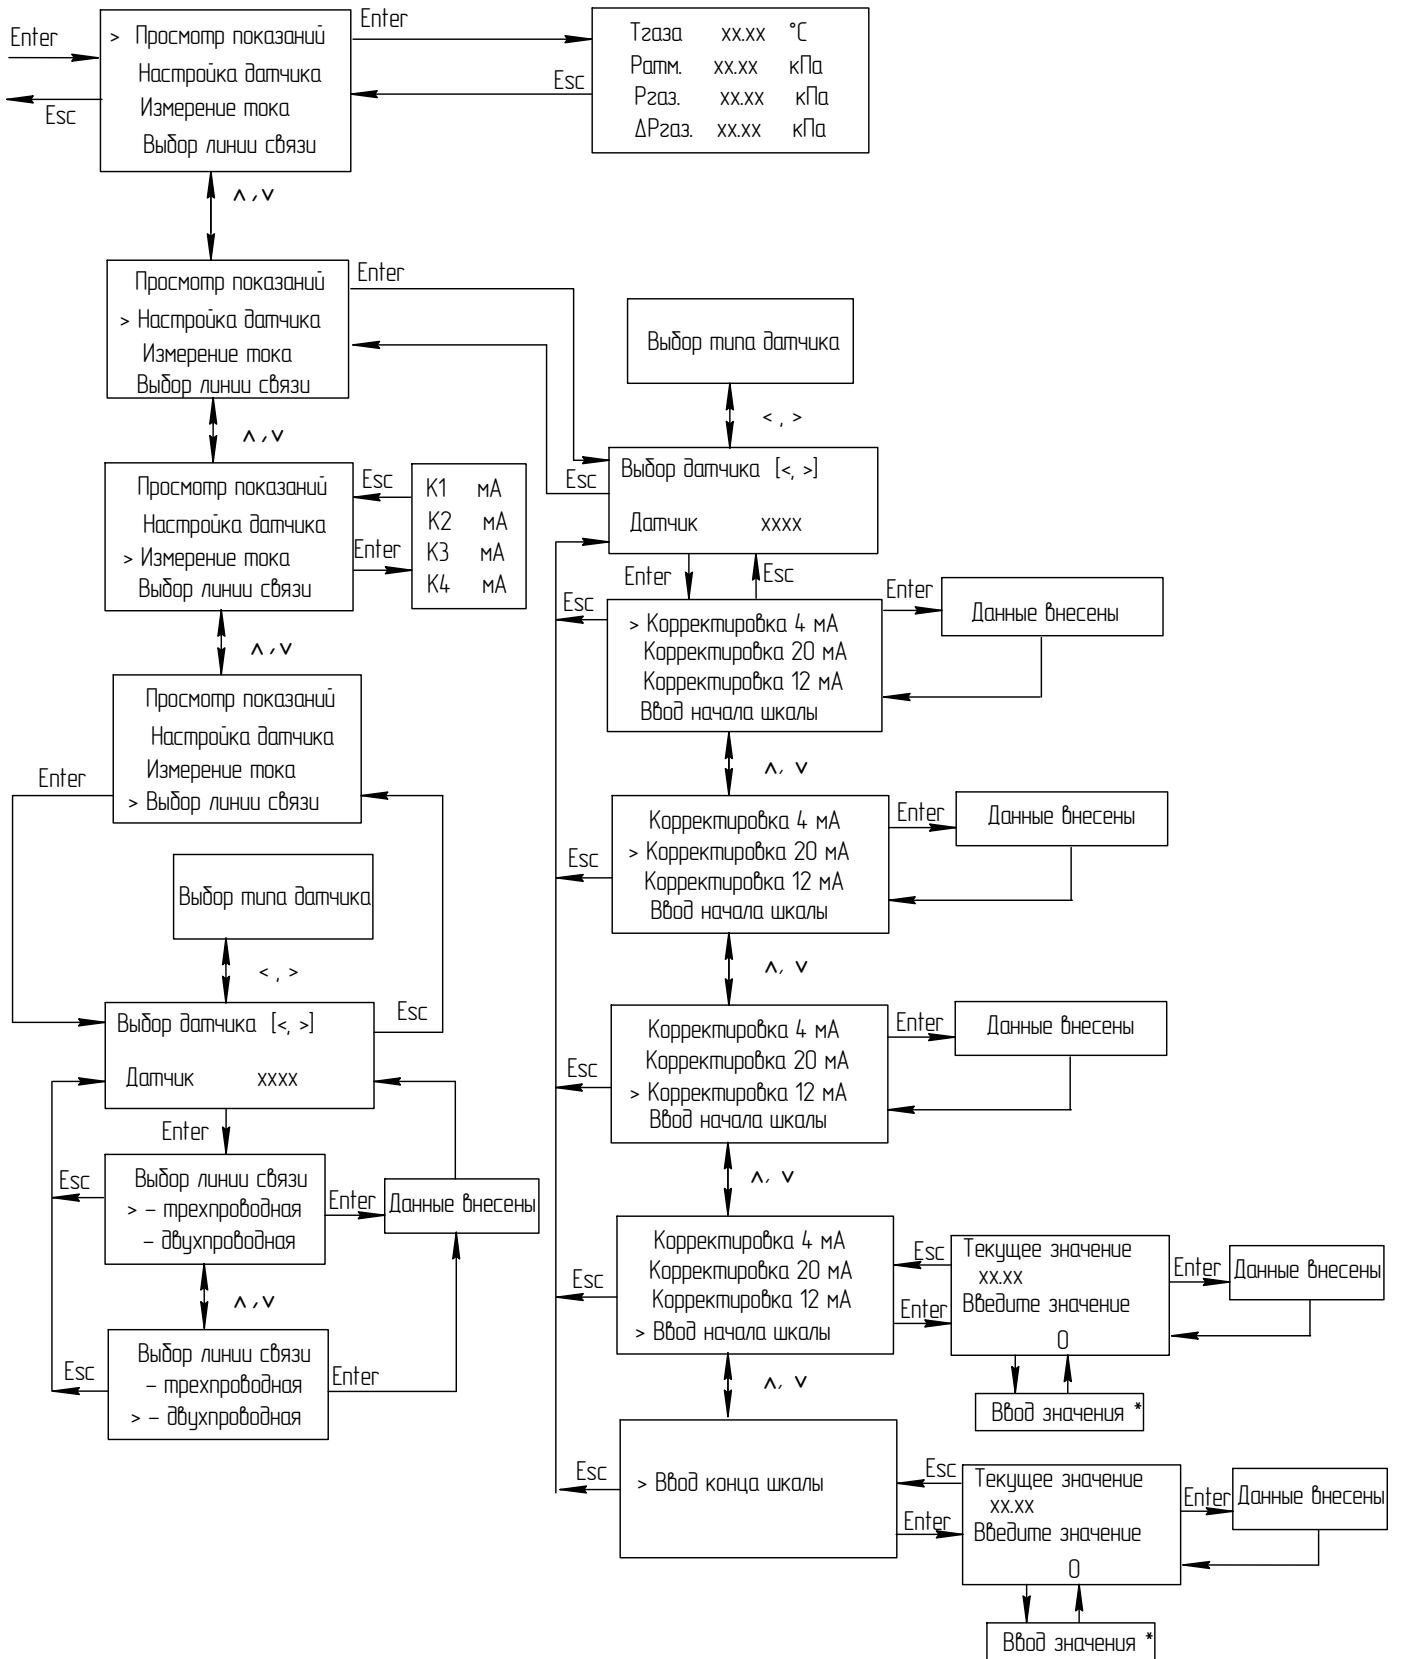 Enter
Esc
> Просмотр показаний
Настройка датчика
Измерение тока
Выбор линии связи
Enter
Esc
Тгаза xx.xx °C
Ратм. xx.xx кПа
Ргаз. xx.xx кПа
ΔРгаз. xx.xx кПа
∧,∨
Просмотр показаний
> Настройка датчика
Измерение тока
Выбор линии связи
Enter
Esc
∧,∨
Просмотр показаний
Настройка датчика
> Измерение тока
Выбор линии связи
Esc
Enter
К1 мА
К2 мА
К3 мА
К4 мА
∧,∨
Просмотр показаний
Настройка датчика
Измерение тока
> Выбор линии связи
Enter
Выбор типа датчика
< , >
Выбор датчика [<, >]
Датчик xxxx
Esc
Enter
Выбор линии связи
> – трехпроводная
– двухпроводная
Esc
Enter
Данные внесены
∧,∨
Выбор линии связи
– трехпроводная
> – двухпроводная
Esc
Enter
Выбор типа датчика
< , >
Выбор датчика [<, >]
Датчик xxxx
Enter
Esc
Esc
> Корректировка 4 мА
Корректировка 20 мА
Корректировка 12 мА
Ввод начала шкалы
Enter
Данные внесены
∧, ∨
Esc
Корректировка 4 мА
> Корректировка 20 мА
Корректировка 12 мА
Ввод начала шкалы
Enter
Данные внесены
∧, ∨
Esc
Корректировка 4 мА
Корректировка 20 мА
> Корректировка 12 мА
Ввод начала шкалы
Enter
Данные внесены
∧, ∨
Esc
Корректировка 4 мА
Корректировка 20 мА
Корректировка 12 мА
> Ввод начала шкалы
Esc
Enter
Текущее значение
xx.xx
Введите значение
0
Enter
Данные внесены
Ввод значения *
∧, ∨
Esc
> Ввод конца шкалы
Esc
Enter
Текущее значение
xx.xx
Введите значение
0
Enter
Данные внесены
Ввод значения *